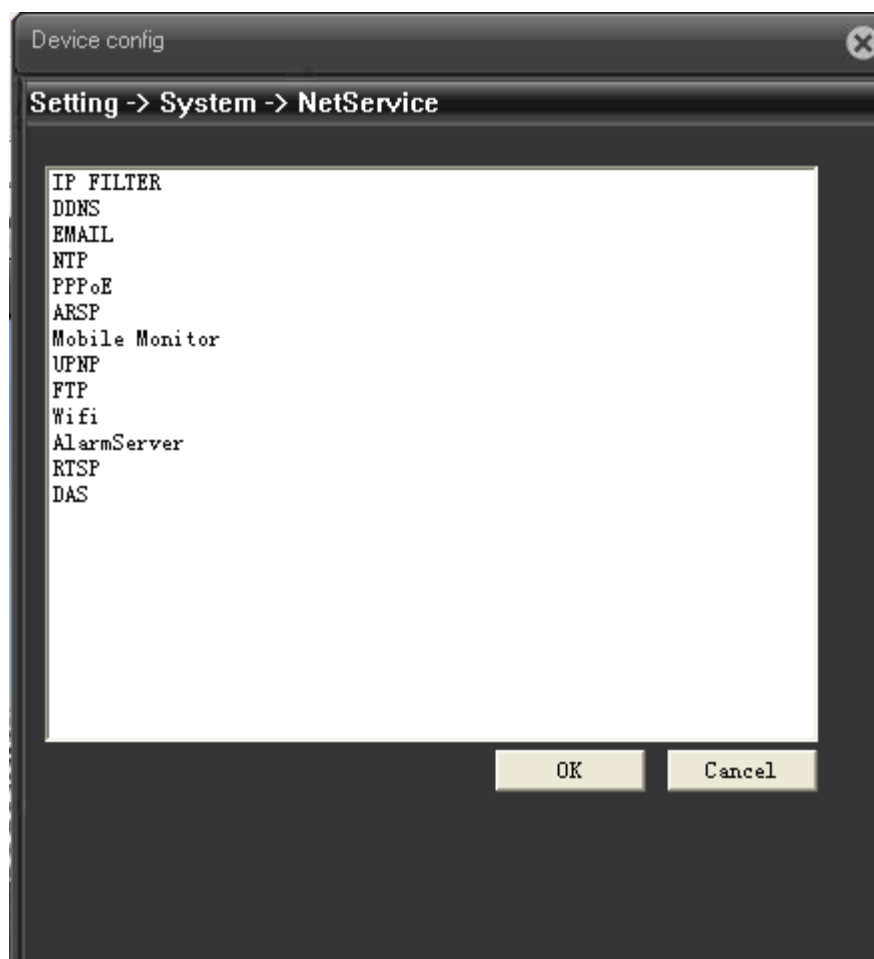 Device config
Setting -> System -> NetService
IP FILTER
DDNS
EMAIL
NTP
PPPoE
ARSP
Mobile Monitor
UPNP
FTP
Wifi
AlarmServer
RTSP
DAS
OK Cancel